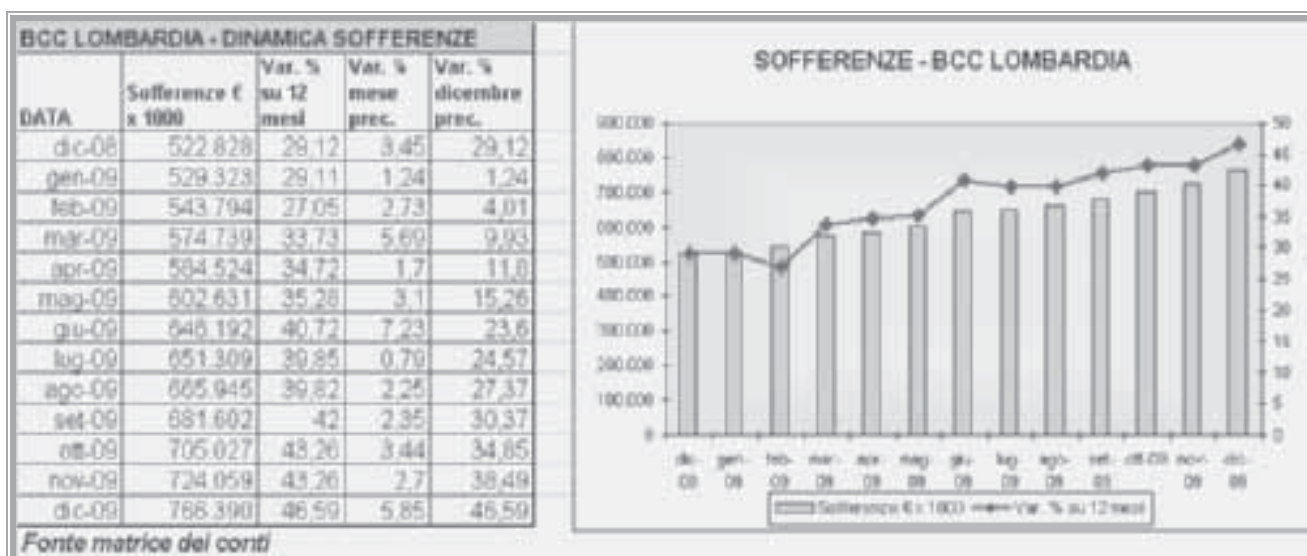 BCC LOMBARDIA - DINAMICA SOFFERENZE
DATA Sofferenze € x 1000 Var. % su 12 mesi Var. % mese prec. Var. % dicembre prec.
dic-08 522.828 29,12 3,45 29,12
gen-09 529.323 29,11 1,24 1,24
feb-09 543.794 27,05 2,73 4,01
mar-09 574.739 33,73 5,69 9,93
apr-09 584.524 34,72 1,7 11,8
mag-09 602.631 35,28 3,1 15,26
giu-09 646.192 40,72 7,23 23,6
lug-09 651.309 39,85 0,79 24,57
ago-09 665.945 39,82 2,25 27,37
set-09 681.602 42 2,35 30,37
ott-09 705.027 43,26 3,44 34,85
nov-09 724.059 43,26 2,7 38,49
dic-09 766.390 46,59 5,85 46,59
Fonte matrice dei conti
SOFFERENZE - BCC LOMBARDIA
900.000 50
800.000 45
700.000 40
600.000 35
500.000 30
400.000 25
300.000 20
200.000 15
100.000 10
0 5
0
dic- gen- feb- mar- apr- mag- giu- lug- ago- set- ott-09 nov- dic-
08 09 09 09 09 09 09 09 09 09 09 09
Sofferenze € x 1000 Var. % su 12 mesi